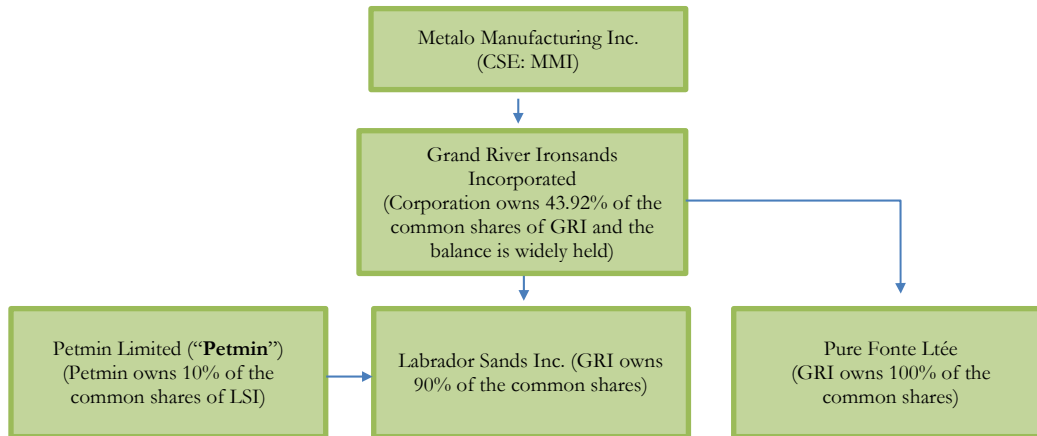 Metalo Manufacturing Inc.
(CSE: MMI)
Grand River Ironsands
Incorporated
(Corporation owns 43.92% of the
common shares of GRI and the
balance is widely held)
Petmin Limited (“Petmin”)
(Petmin owns 10% of the
common shares of LSI)
Labrador Sands Inc. (GRI owns
90% of the common shares)
Pure Fonte Ltée
(GRI owns 100% of the
common shares)